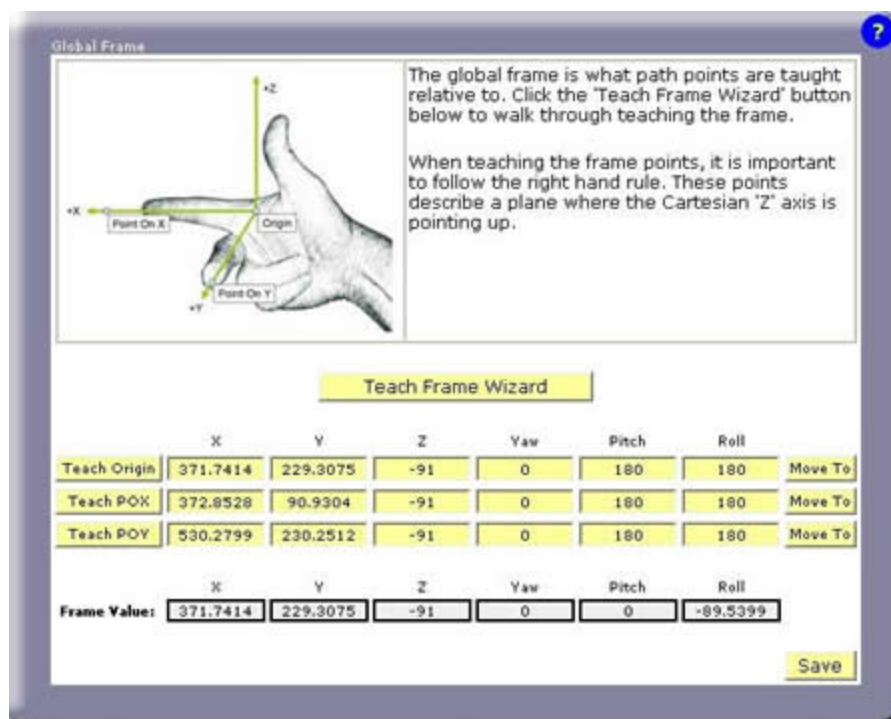 ?
Global Frame
+Z
+X
Point On X
Origin
Point On Y
+Y
The global frame is what path points are taught
relative to. Click the 'Teach Frame Wizard' button
below to walk through teaching the frame.
When teaching the frame points, it is important
to follow the right hand rule. These points
describe a plane where the Cartesian 'Z' axis is
pointing up.
Teach Frame Wizard
X Y Z Yaw Pitch Roll
Teach Origin 371.7414 229.3075 -91 0 180 180 Move To
Teach POX 372.8528 90.9304 -91 0 180 180 Move To
Teach POY 530.2799 230.2512 -91 0 180 180 Move To
X Y Z Yaw Pitch Roll
Frame Value: 371.7414 229.3075 -91 0 0 -89.5399
Save